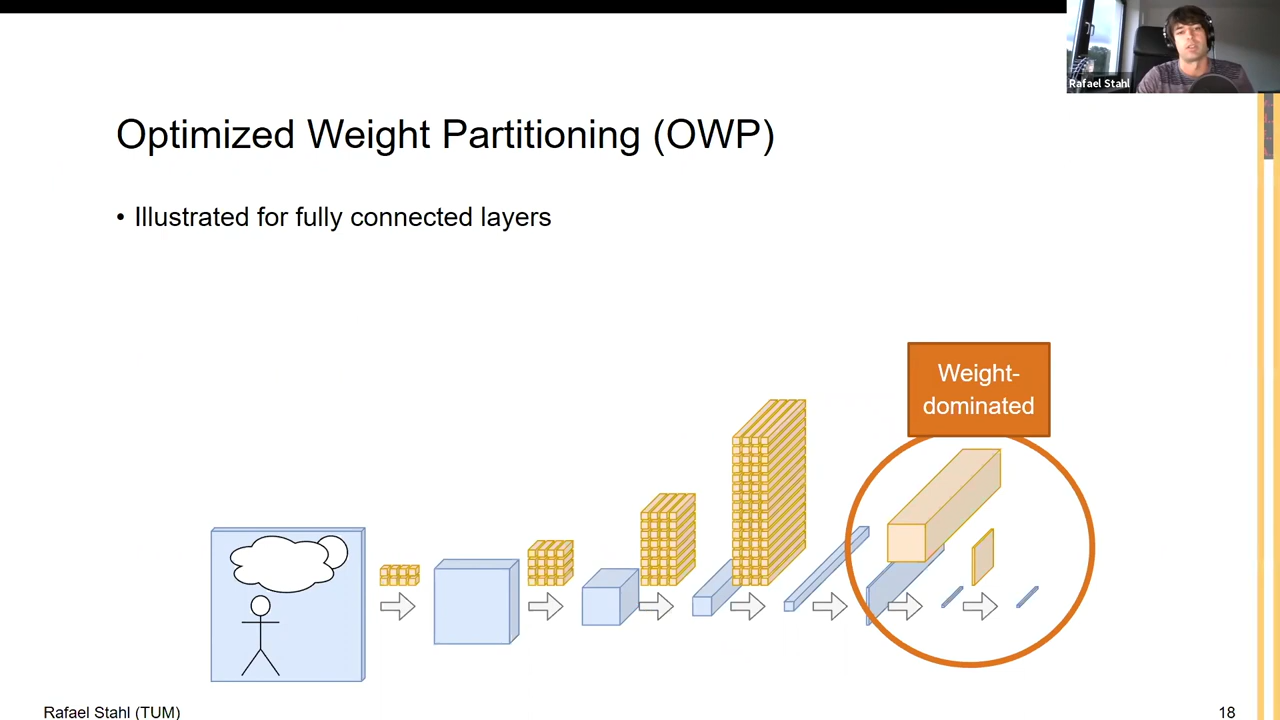 Rafael Stahl
Optimized Weight Partitioning (OWP)
• Illustrated for fully connected layers
Weight-
dominated
Rafael Stahl (TUM)
18